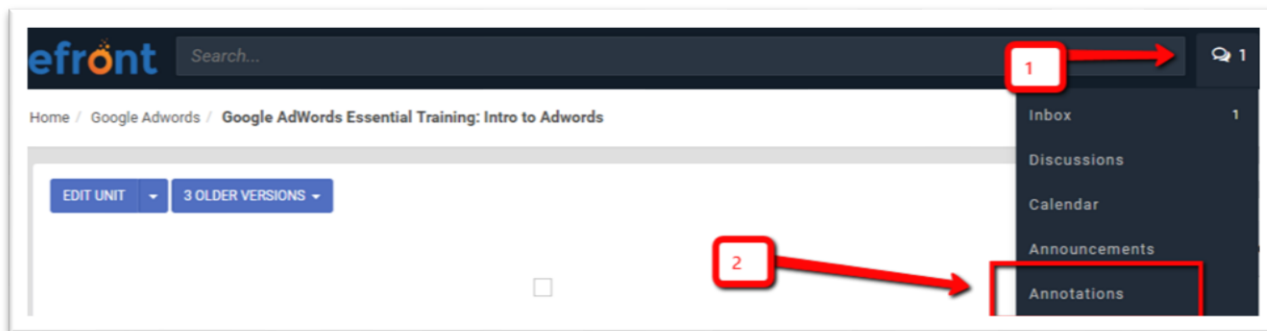 efront Search... 1 1
Home / Google Adwords / Google AdWords Essential Training: Intro to Adwords
Inbox 1
Discussions
EDIT UNIT 3 OLDER VERSIONS
Calendar
Announcements
2
Annotations